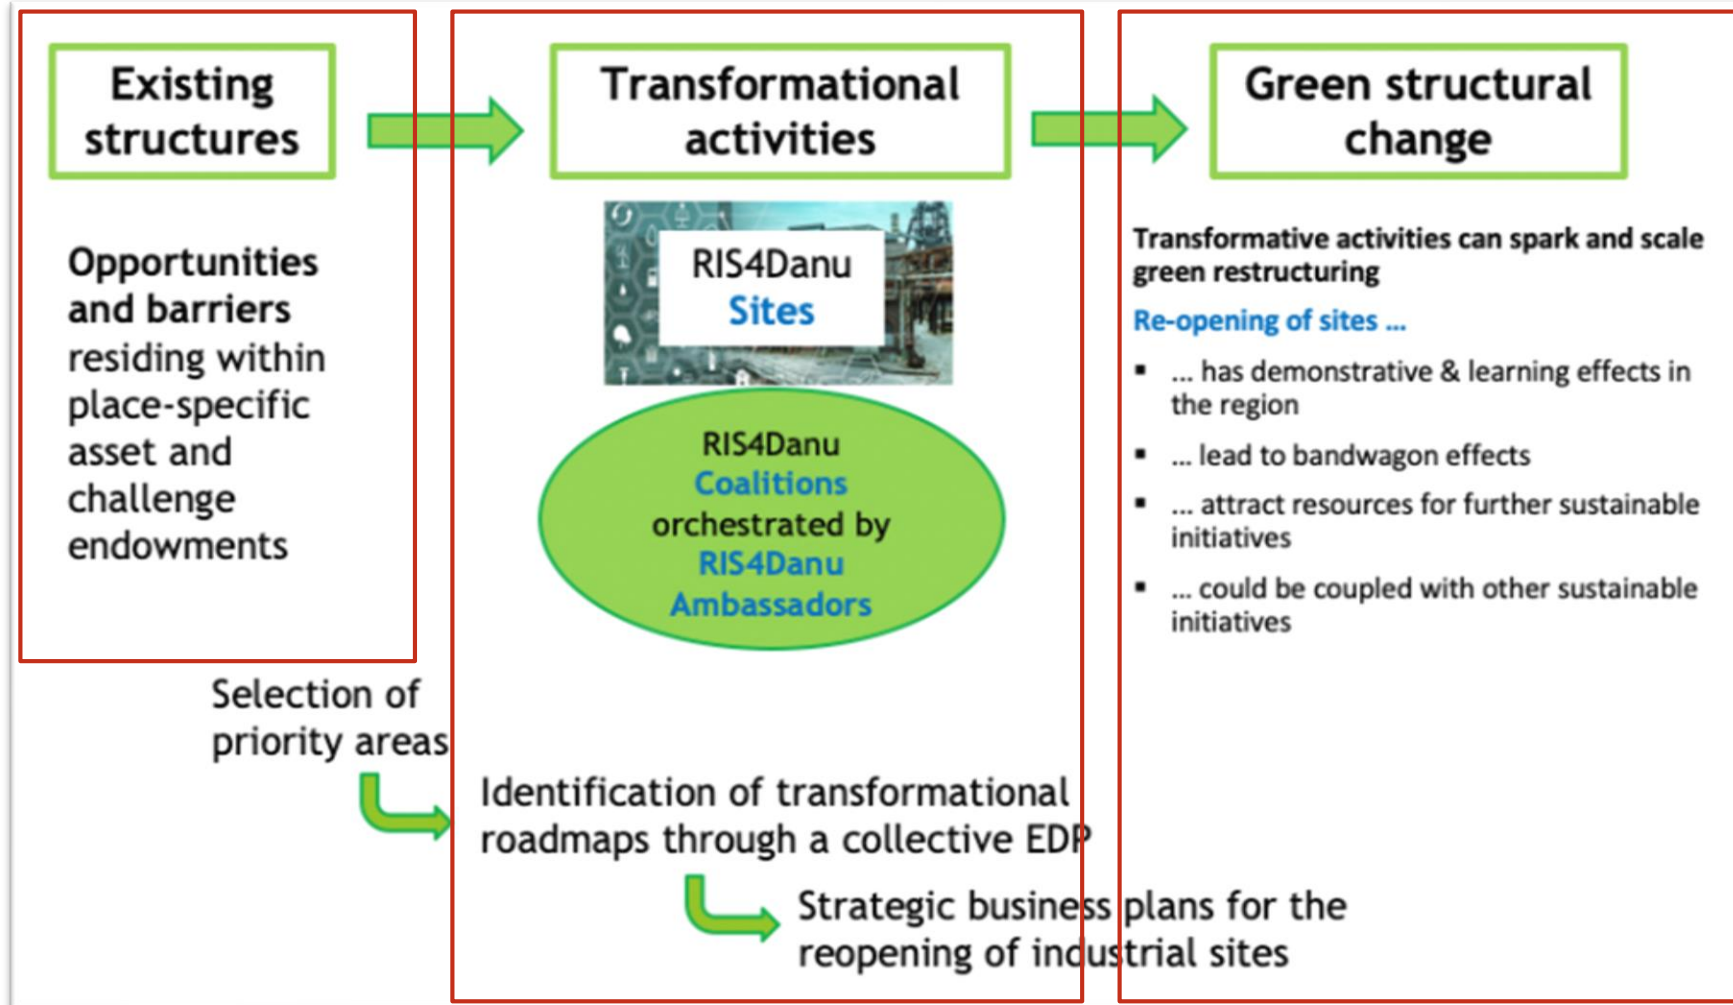 Existing
structures
Opportunities
and barriers
residing within
place-specific
asset and
challenge
endowments
Selection of
priority areas
Transformational
activities
RIS4Danu
Sites
RIS4Danu
Coalitions
orchestrated by
RIS4Danu
Ambassadors
Identification of transformational
roadmaps through a collective EDP
Strategic business plans for the
reopening of industrial sites
Green structural
change
Transformative activities can spark and scale
green restructuring
Re-opening of sites ...
▪ ... has demonstrative & learning effects in
the region
▪ ... lead to bandwagon effects
▪ ... attract resources for further sustainable
initiatives
▪ ... could be coupled with other sustainable
initiatives